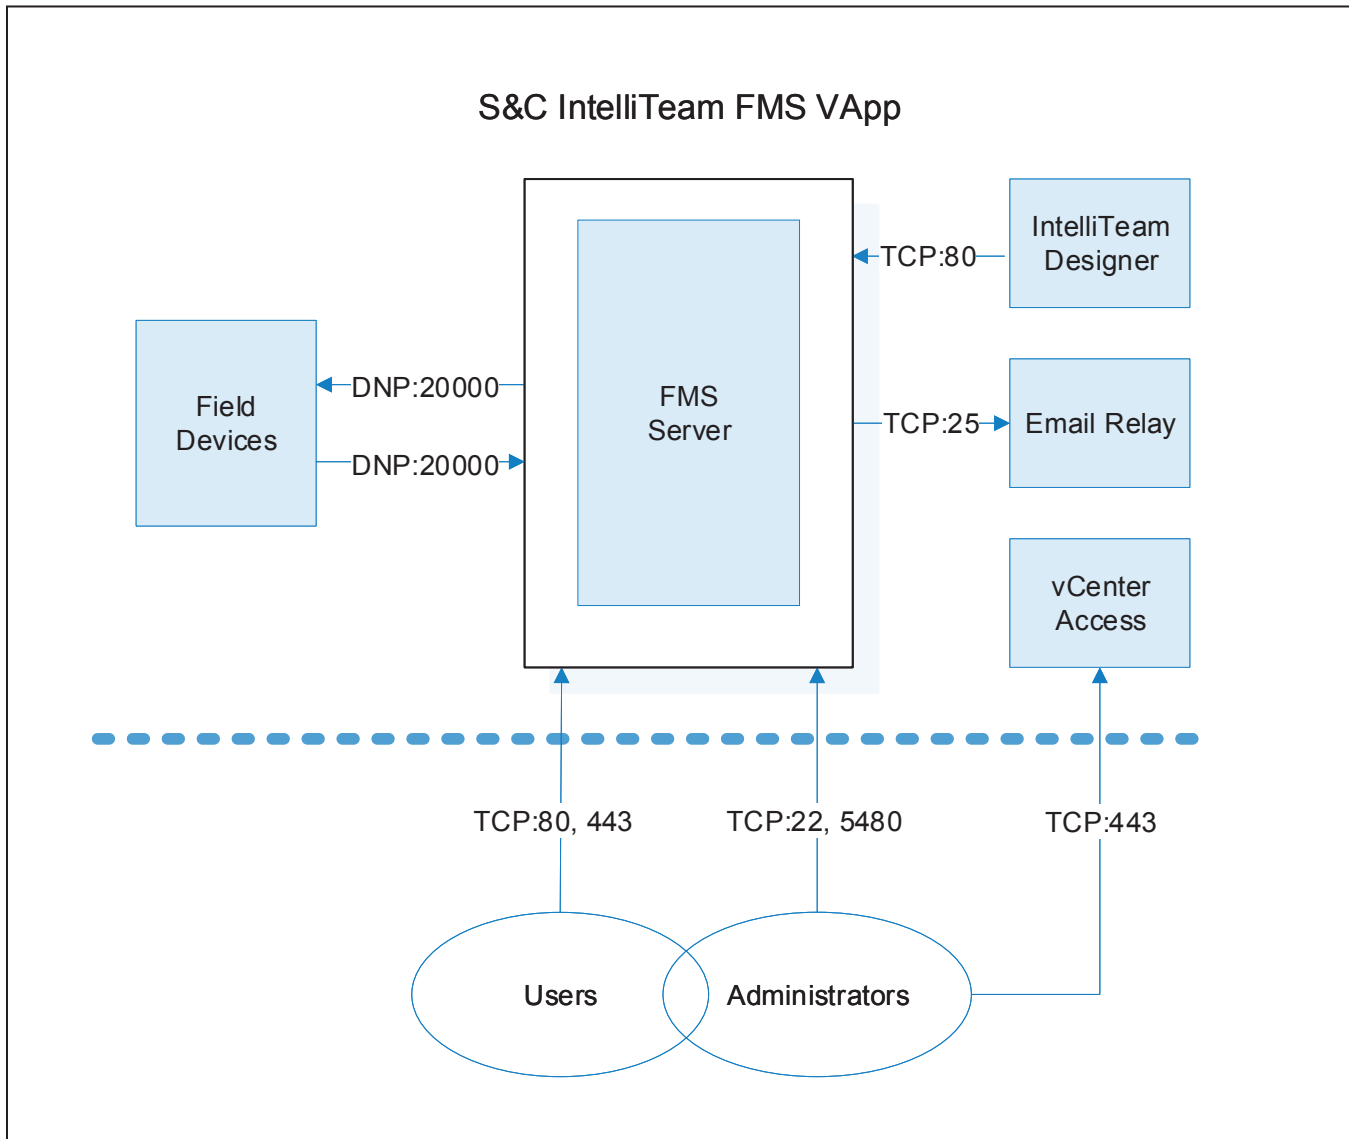 S&C IntelliTeam FMS VApp
IntelliTeam
Designer
TCP:80
Field
Devices
DNP:20000
DNP:20000
FMS
Server
TCP:25
Email Relay
vCenter
Access
TCP:80, 443
TCP:22, 5480
TCP:443
Users
Administrators